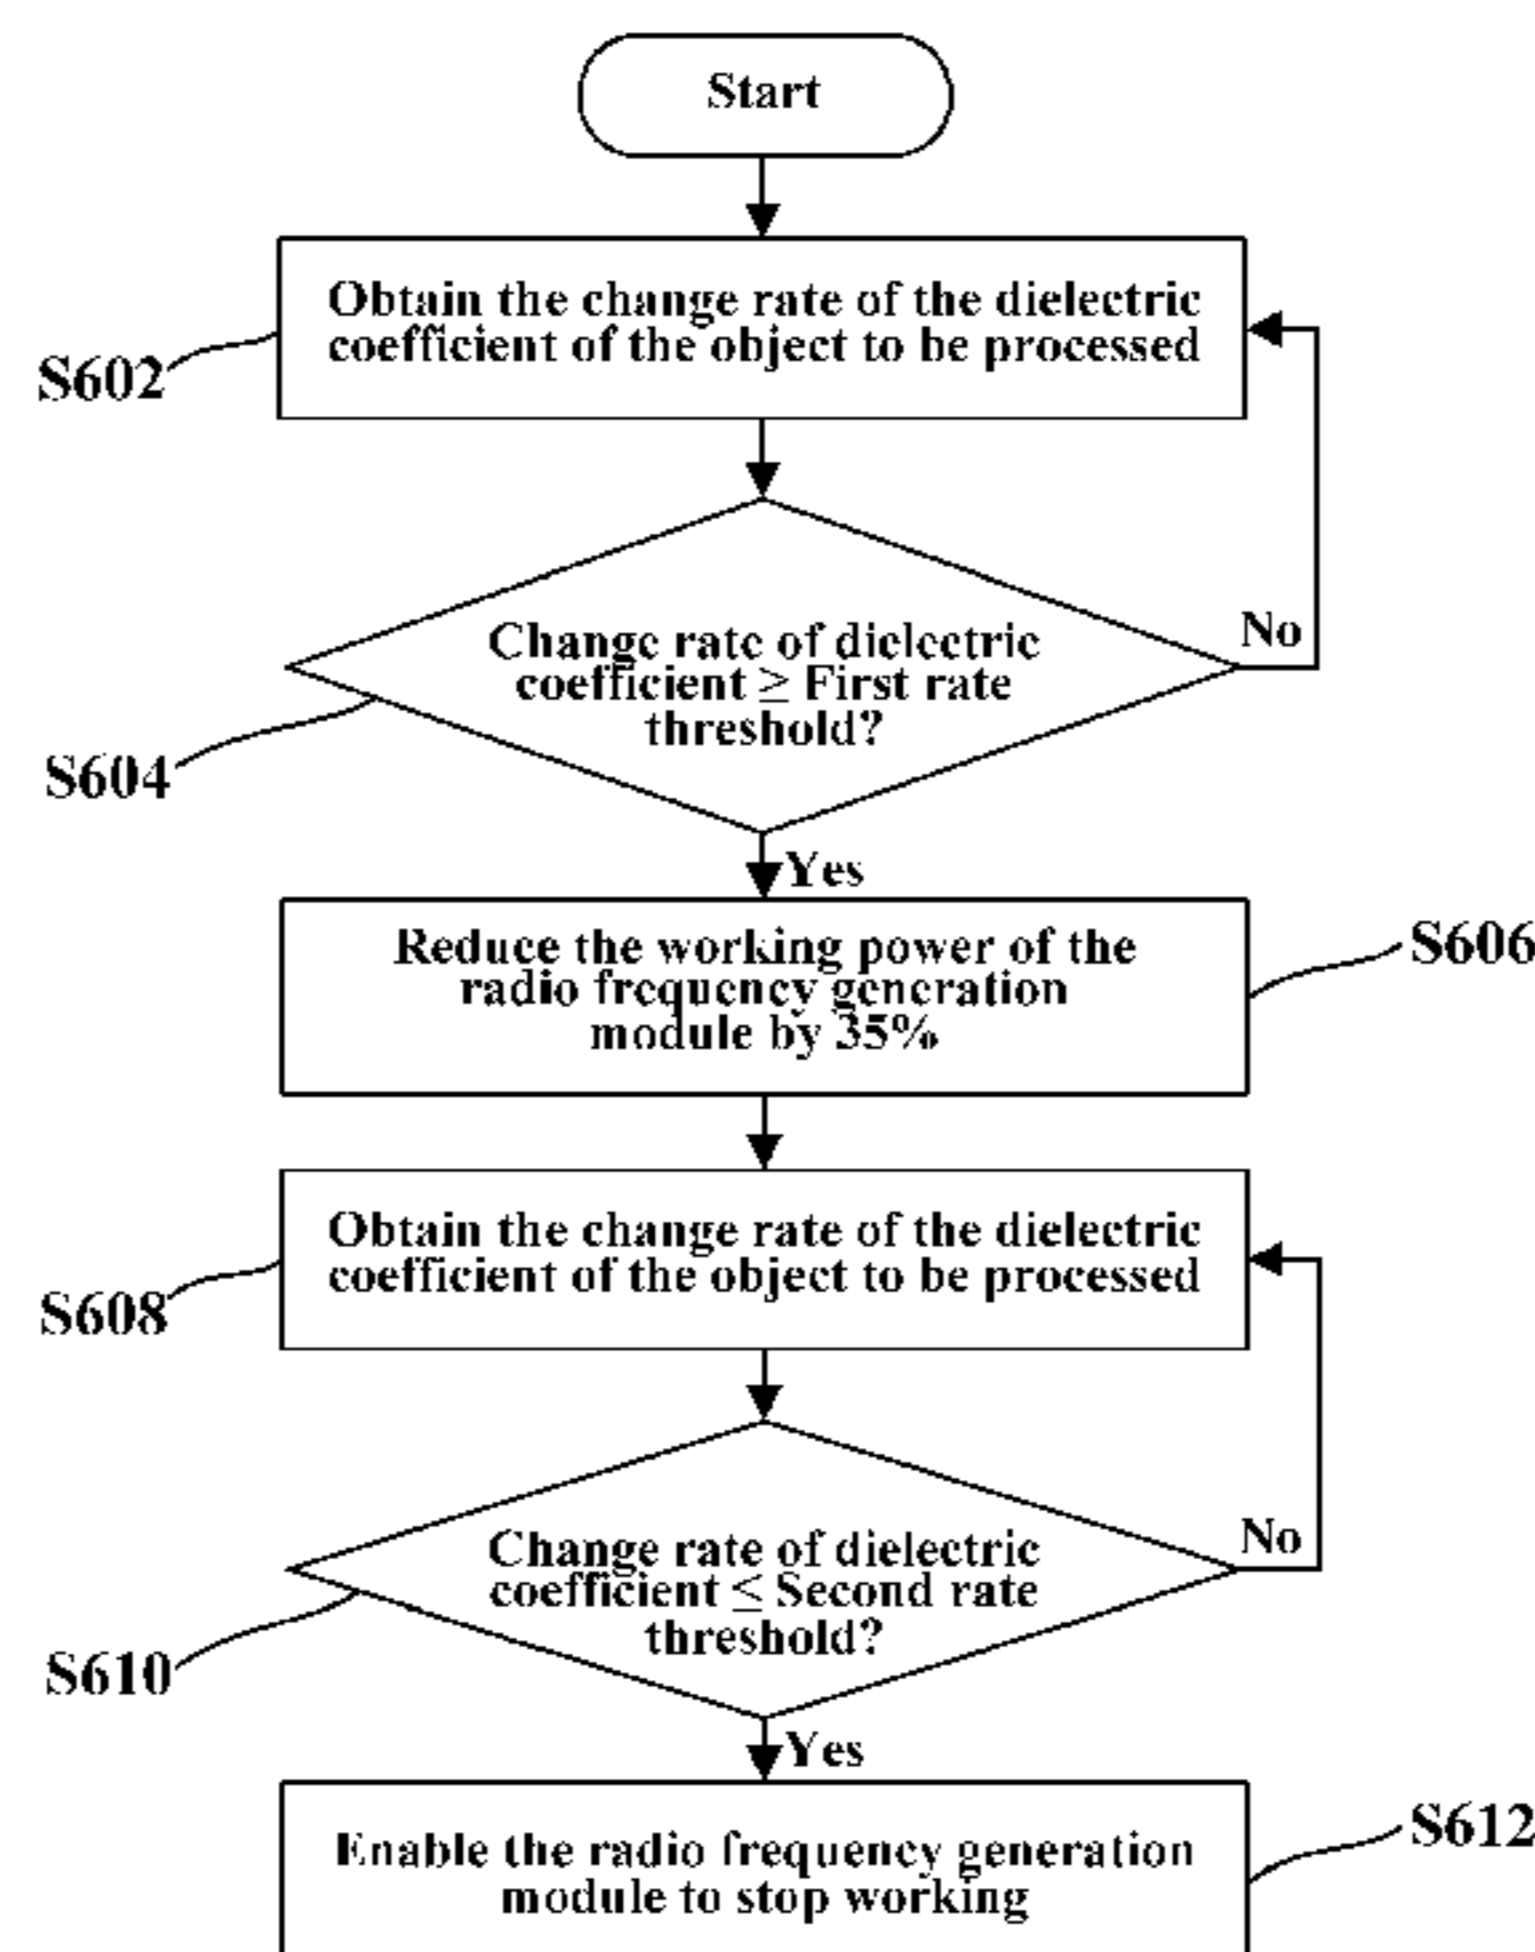 Start
Obtain the change rate of the dielectric
coefficient of the object to be processed
S602
Change rate of dielectric
coefficient ≥ First rate
threshold?
No
S604
Yes
Reduce the working power of the
radio frequency generation
module by 35%
S606
Obtain the change rate of the dielectric
coefficient of the object to be processed
S608
Change rate of dielectric
coefficient ≤ Second rate
threshold?
No
S610
Yes
Enable the radio frequency generation
module to stop working
S612